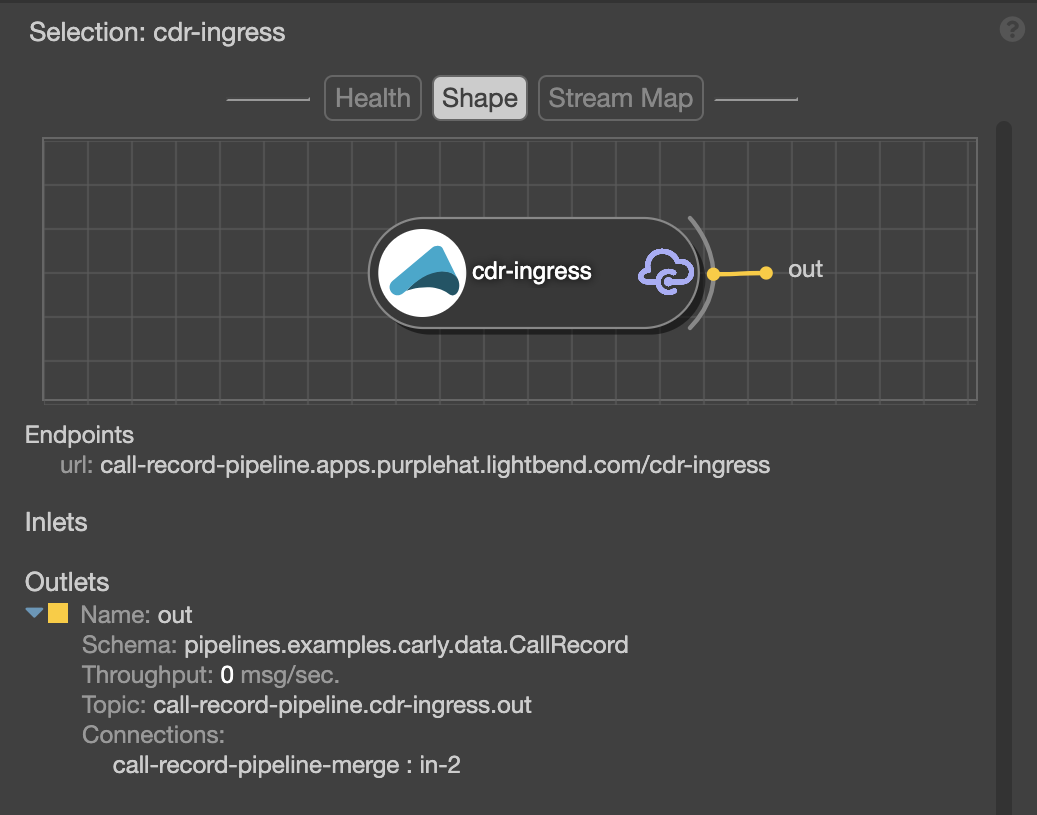 Selection: cdr-ingress
?
Health Shape Stream Map
cdr-ingress
out
Endpoints
url: call-record-pipeline.apps.purplehat.lightbend.com/cdr-ingress
Inlets
Outlets
Name: out
Schema: pipelines.examples.carly.data.CallRecord
Throughput: 0 msg/sec.
Topic: call-record-pipeline.cdr-ingress.out
Connections:
call-record-pipeline-merge : in-2